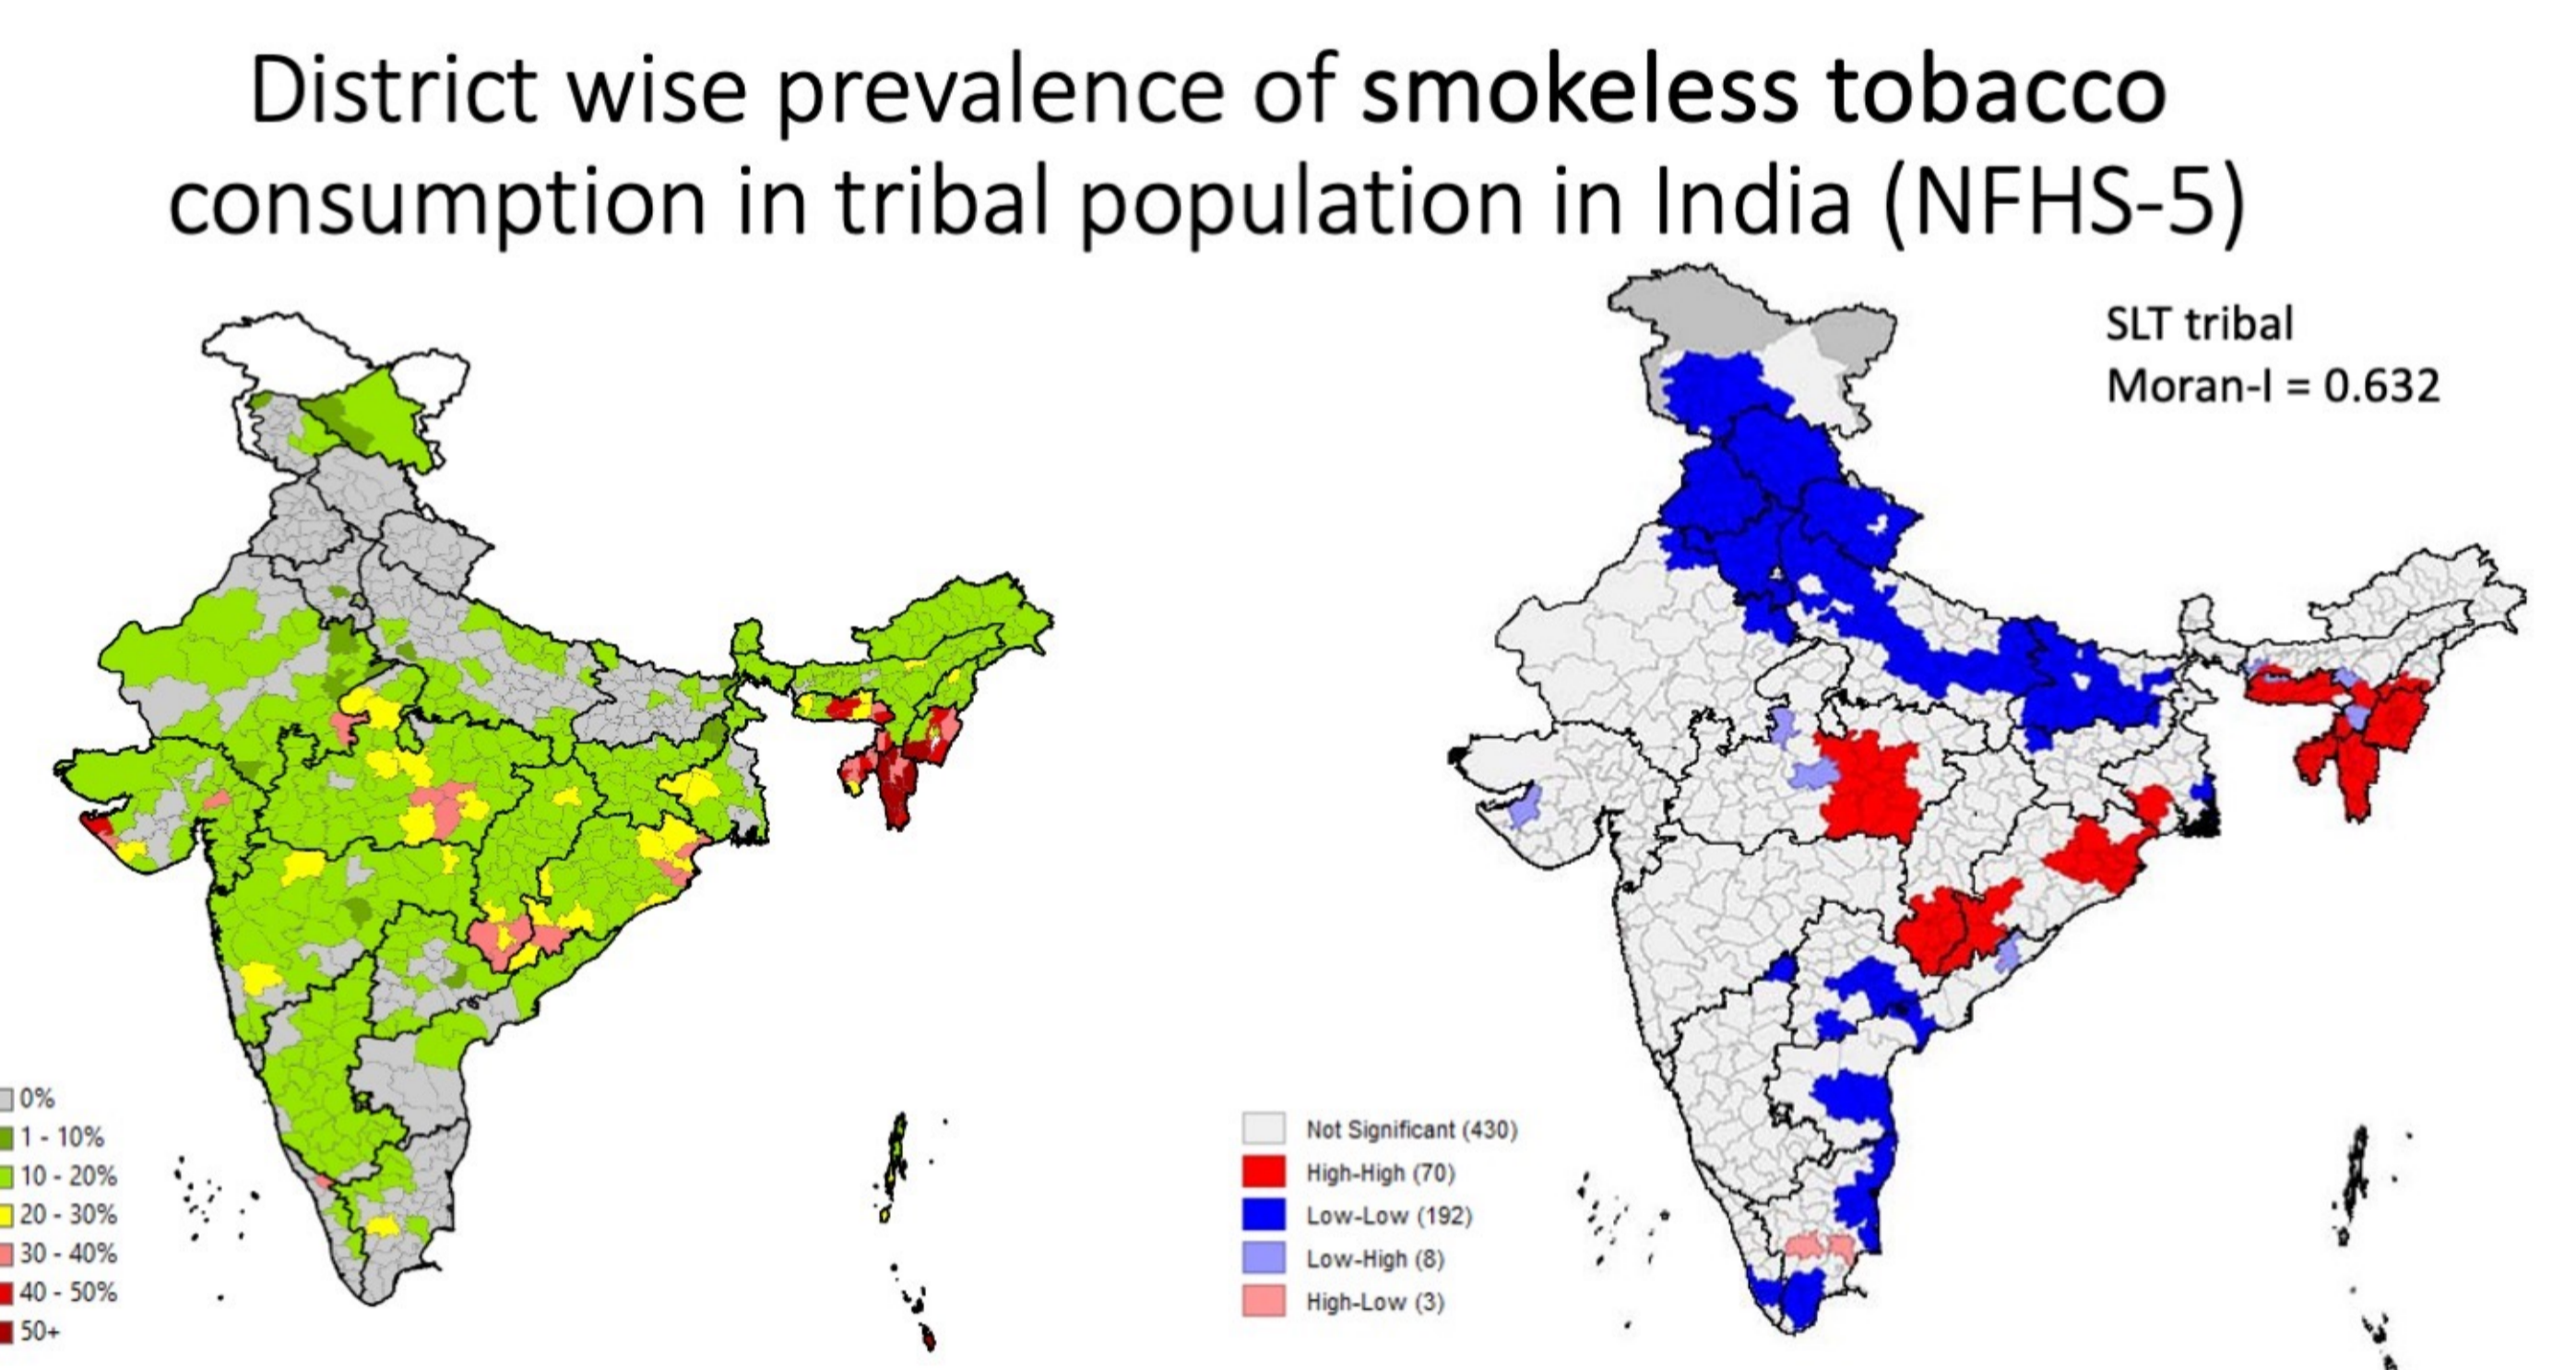 District wise prevalence of smokeless tobacco
consumption in tribal population in India (NFHS-5)
SLT tribal
Moran-I = 0.632
0%
1 - 10%
10 - 20%
20 - 30%
30 - 40%
40 - 50%
50+
Not Significant (430)
High-High (70)
Low-Low (192)
Low-High (8)
High-Low (3)